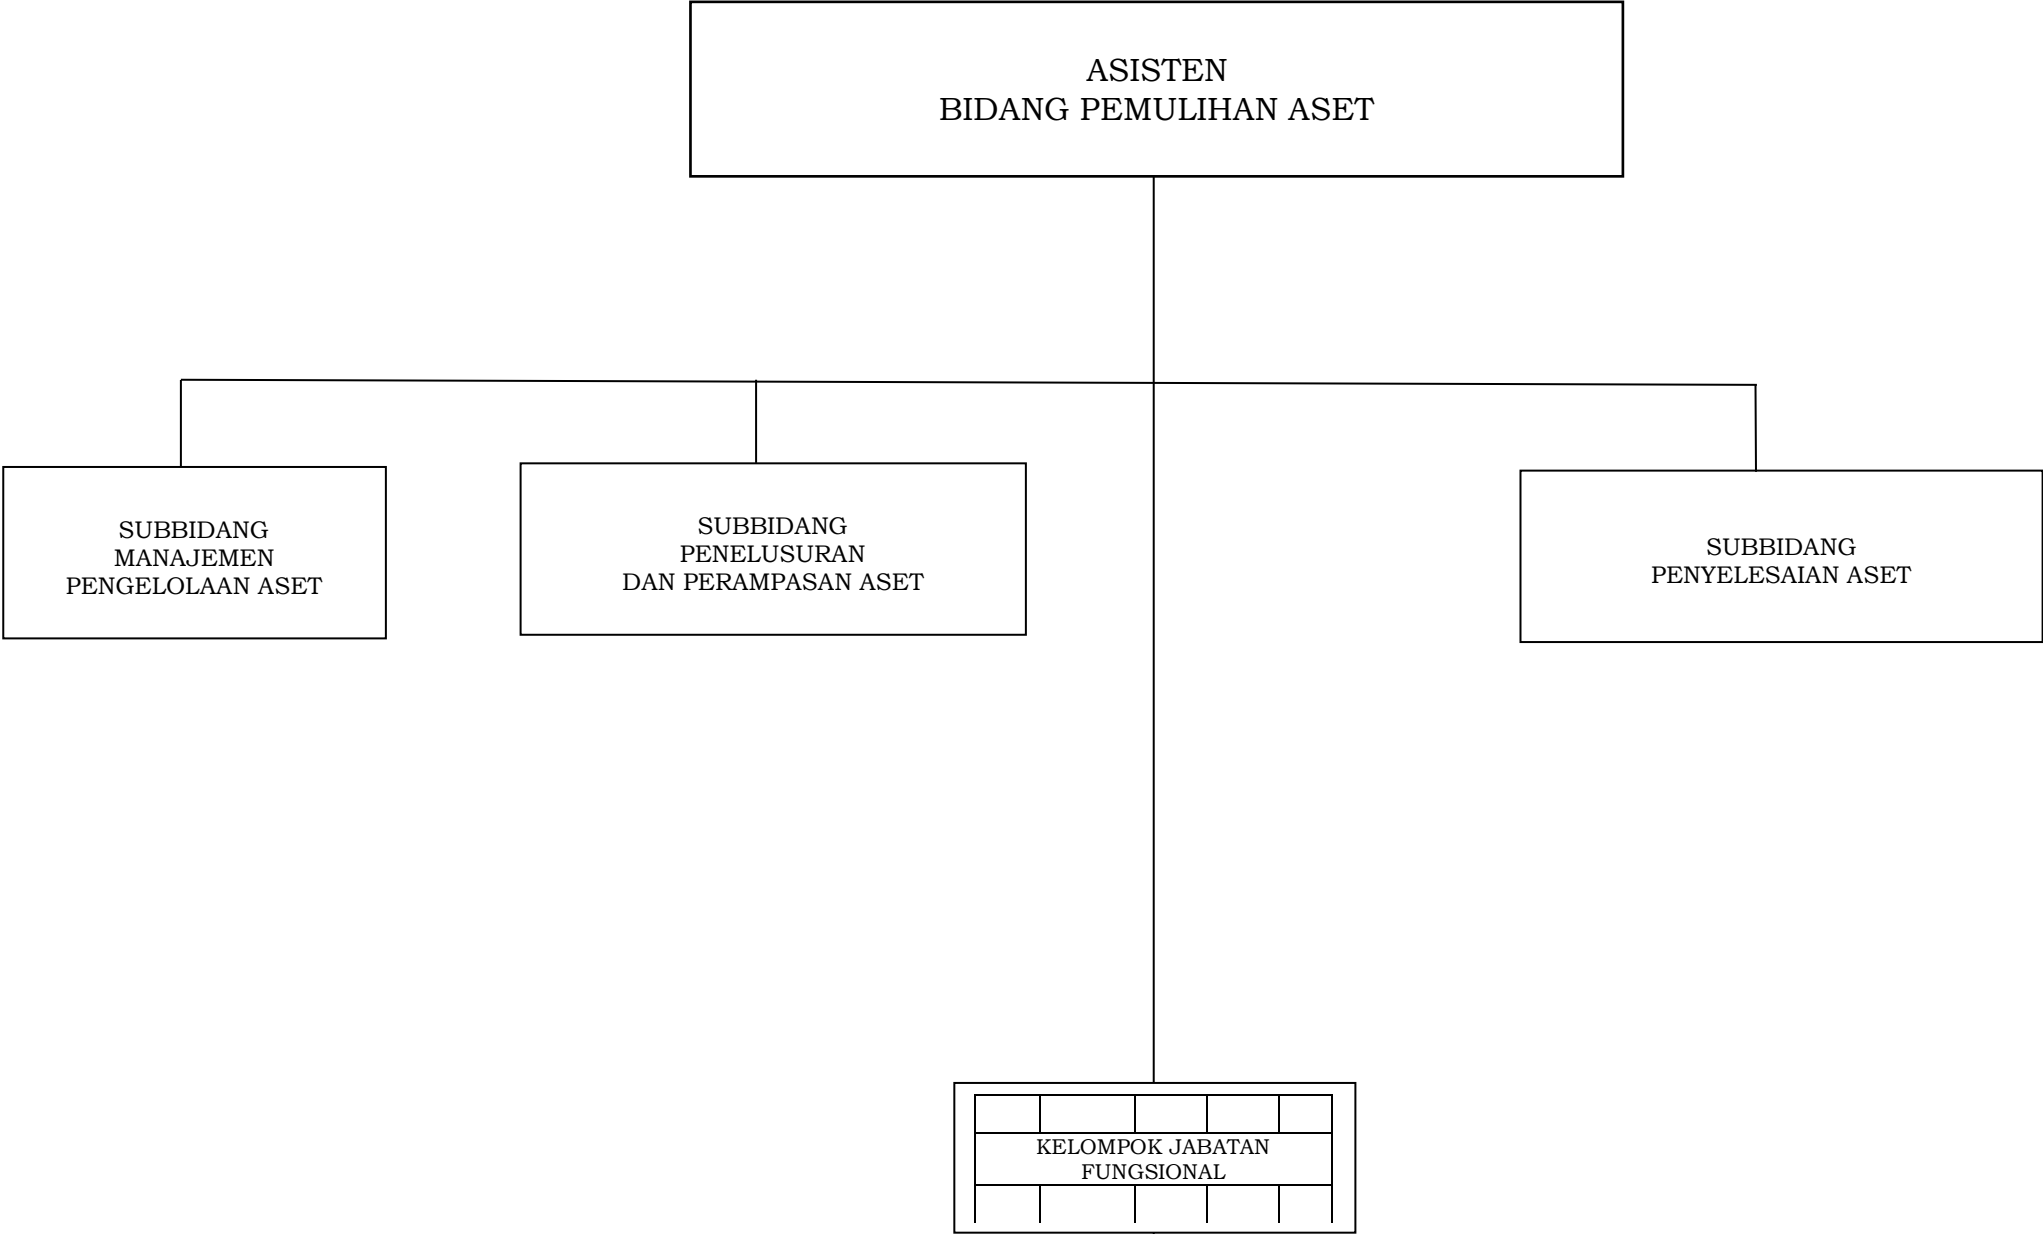 ASISTEN
BIDANG PEMULIHAN ASET
SUBBIDANG
MANAJEMEN
PENGELOLAAN ASET
SUBBIDANG
PENELUSURAN
DAN PERAMPASAN ASET
SUBBIDANG
PENYELESAIAN ASET
KELOMPOK JABATAN
FUNGSIONAL